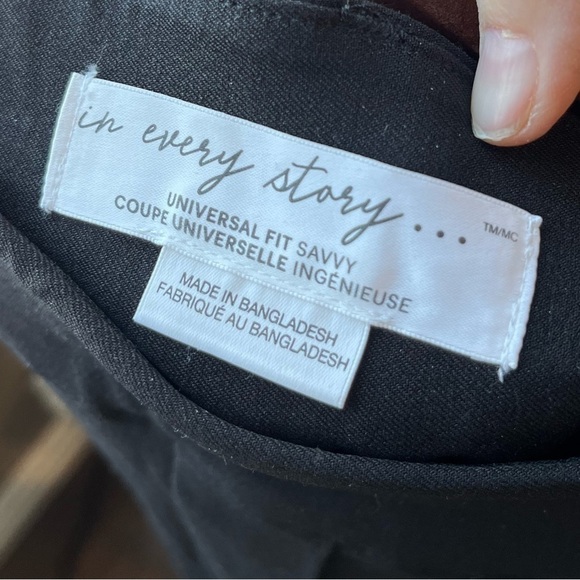 in every story... TM/MC
UNIVERSAL FIT SAVVY
COUPE UNIVERSELLE INGÉNIEUSE
MADE IN BANGLADESH
FABRIQUÉ AU BANGLADESH